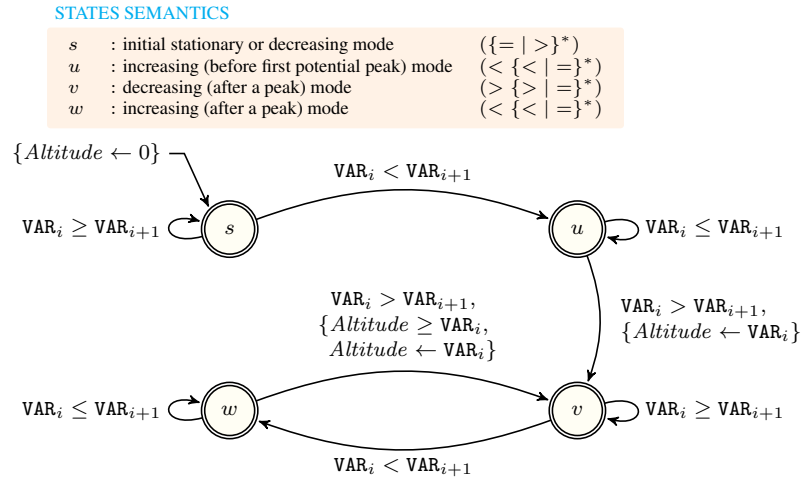 STATES SEMANTICS
s : initial stationary or decreasing mode ({= | >}*)
u : increasing (before first potential peak) mode (< {< | =}*)
v : decreasing (after a peak) mode (> {> | =}*)
w : increasing (after a peak) mode (< {< | =}*)
{Altitude ← 0}
VAR_i < VAR_{i+1}
VAR_i ≥ VAR_{i+1}
s
u
VAR_i ≤ VAR_{i+1}
VAR_i > VAR_{i+1},
{Altitude ≥ VAR_i,
Altitude ← VAR_i}
VAR_i > VAR_{i+1},
{Altitude ← VAR_i}
VAR_i ≤ VAR_{i+1}
w
v
VAR_i ≥ VAR_{i+1}
VAR_i < VAR_{i+1}